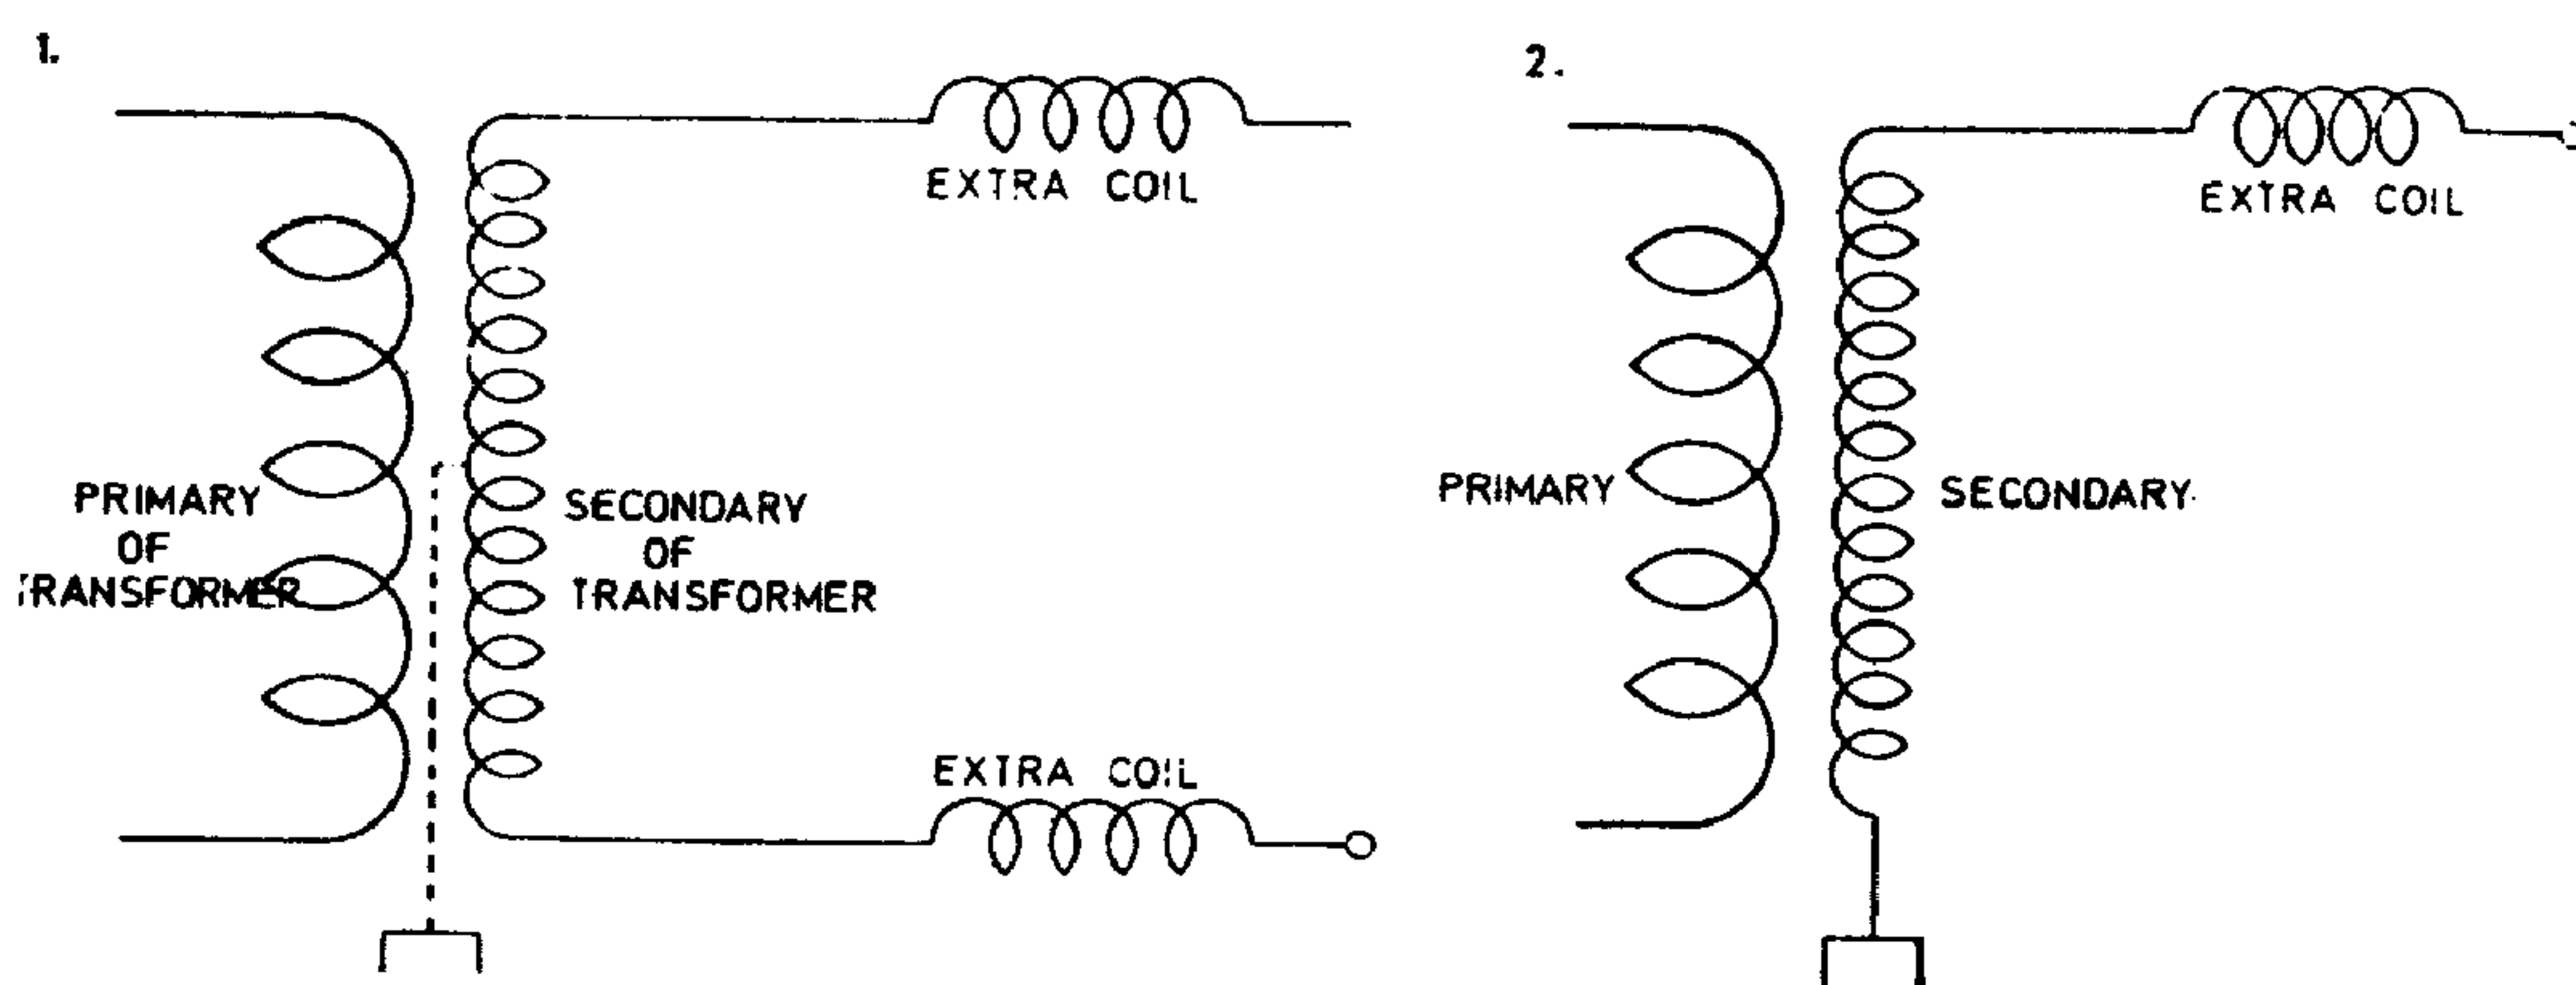 1.
EXTRA COIL
PRIMARY
OF
TRANSFORMER
SECONDARY
OF
TRANSFORMER
EXTRA COIL
2.
EXTRA COIL
PRIMARY
SECONDARY